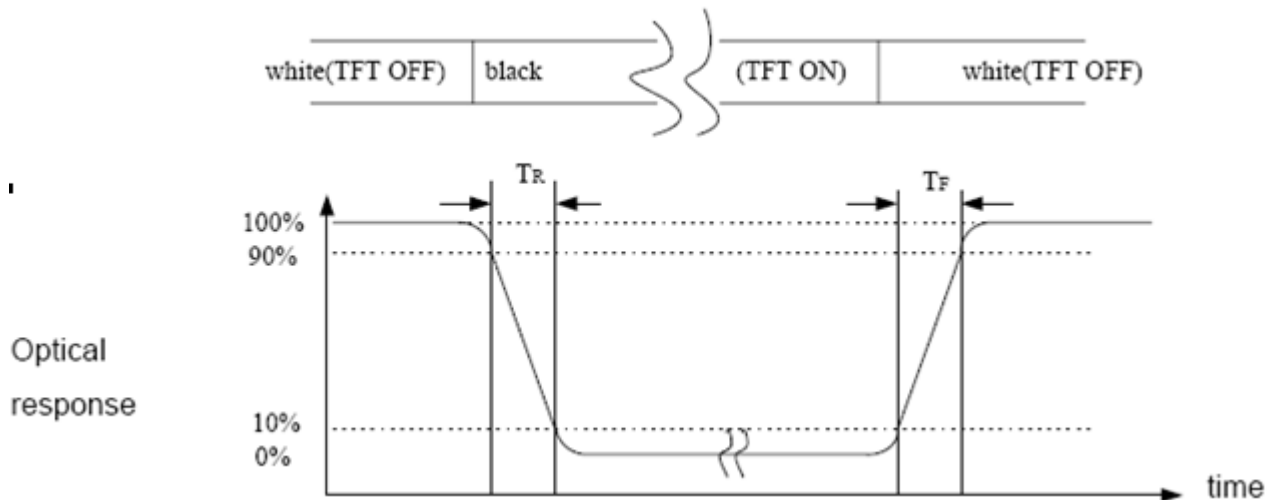 white(TFT OFF) black (TFT ON) white(TFT OFF)
TR TF
100%
90%
Optical
response
10%
0%
time